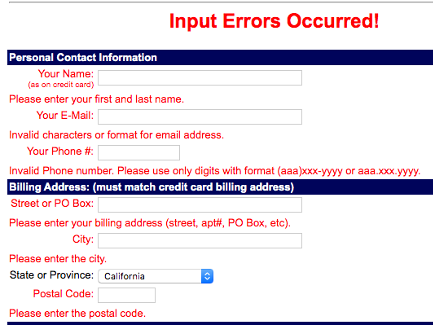 Input Errors Occurred!
Personal Contact Information
Your Name:
(as on credit card)
Please enter your first and last name.
Your E-Mail:
Invalid characters or format for email address.
Your Phone #:
Invalid Phone number. Please use only digits with format (aaa)xxx-yyyy or aaa.xxx.yyyy.
Billing Address: (must match credit card billing address)
Street or PO Box:
Please enter your billing address (street, apt#, PO Box, etc).
City:
Please enter the city.
State or Province: California
Postal Code:
Please enter the postal code.